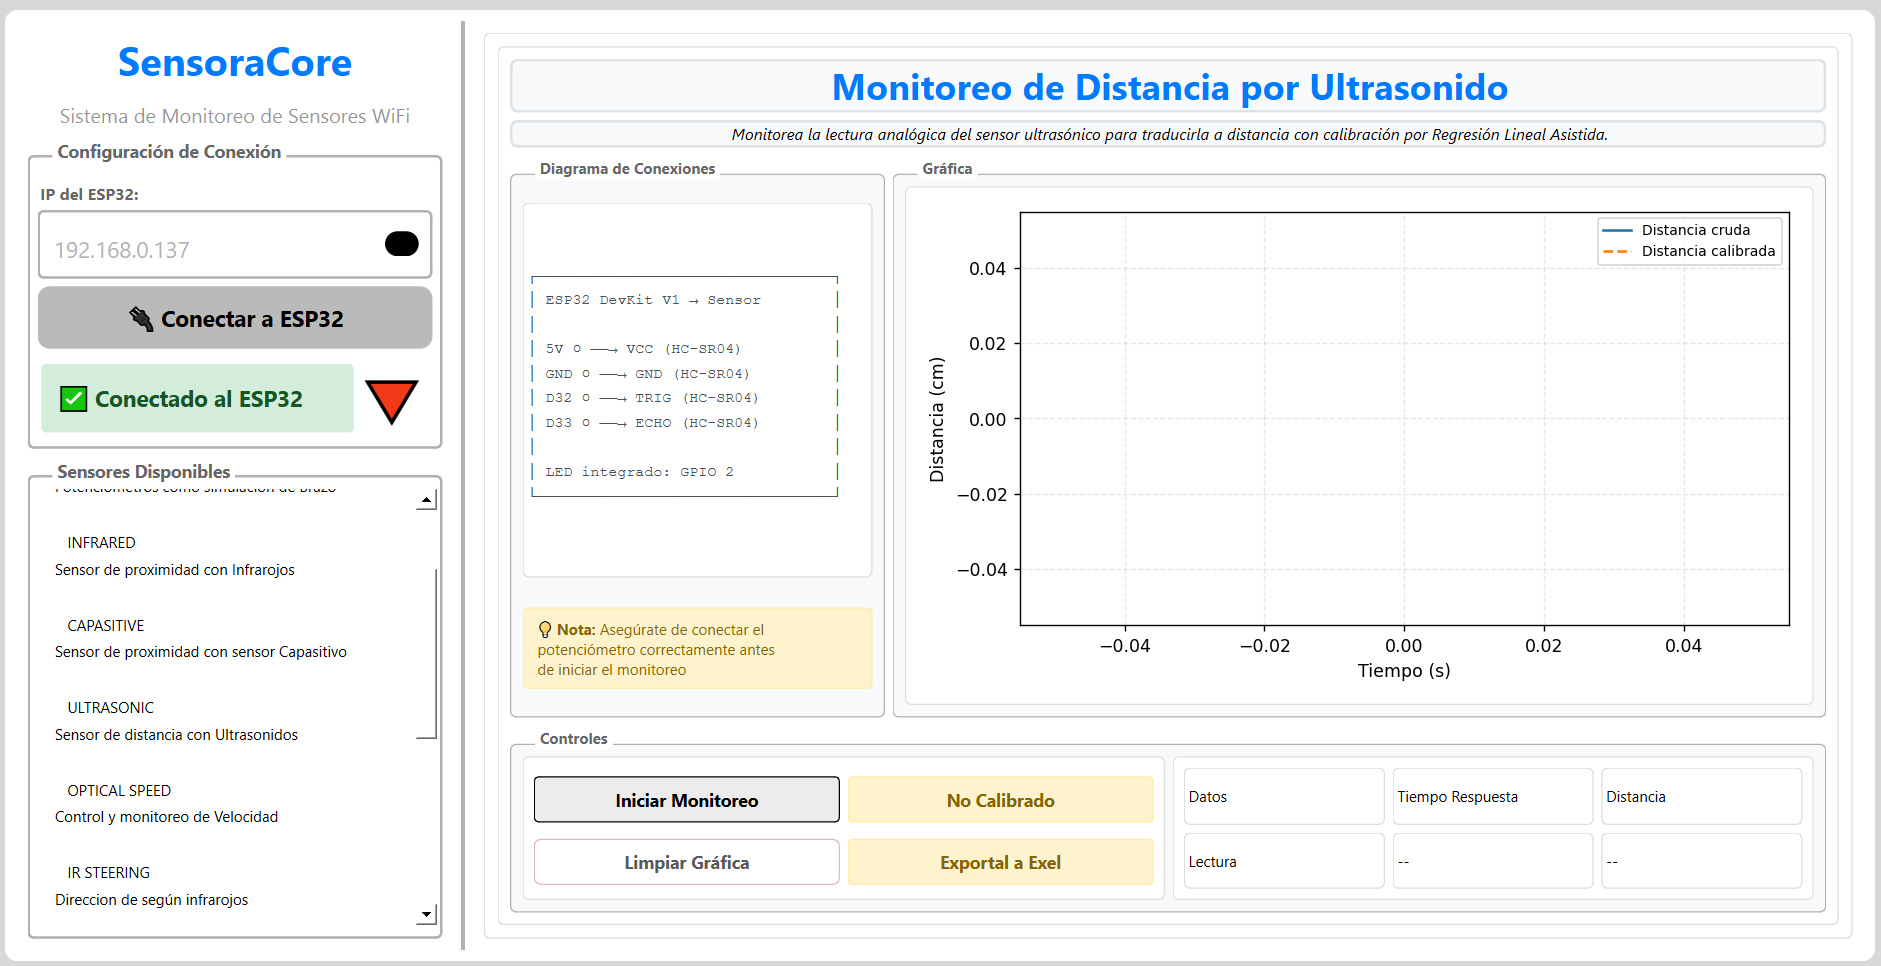 SensoraCore
Sistema de Monitoreo de Sensores WiFi
Configuración de Conexión
IP del ESP32:
192.168.0.137
Conectar a ESP32
Conectado al ESP32
Sensores Disponibles
Potenciómetros como simulación de Brazo
INFRARED
Sensor de proximidad con Infrarojos
CAPASITIVE
Sensor de proximidad con sensor Capasitivo
ULTRASONIC
Sensor de distancia con Ultrasonidos
OPTICAL SPEED
Control y monitoreo de Velocidad
IR STEERING
Direccion de según infrarojos
Monitoreo de Distancia por Ultrasonido
Monitorea la lectura analógica del sensor ultrasónico para traducirla a distancia con calibración por Regresión Lineal Asistida.
Diagrama de Conexiones
ESP32 DevKit V1 → Sensor
5V O ──→ VCC (HC-SR04)
GND O ──→ GND (HC-SR04)
D32 O ──→ TRIG (HC-SR04)
D33 O ──→ ECHO (HC-SR04)
LED integrado: GPIO 2
Nota: Asegúrate de conectar el
potenciómetro correctamente antes
de iniciar el monitoreo
Gráfica
Distancia cruda
Distancia calibrada
Distancia (cm)
0.04
0.02
0.00
−0.02
−0.04
−0.04 −0.02 0.00 0.02 0.04
Tiempo (s)
Controles
Iniciar Monitoreo
No Calibrado
Limpiar Gráfica
Exportal a Exel
Datos Tiempo Respuesta Distancia
Lectura -- --